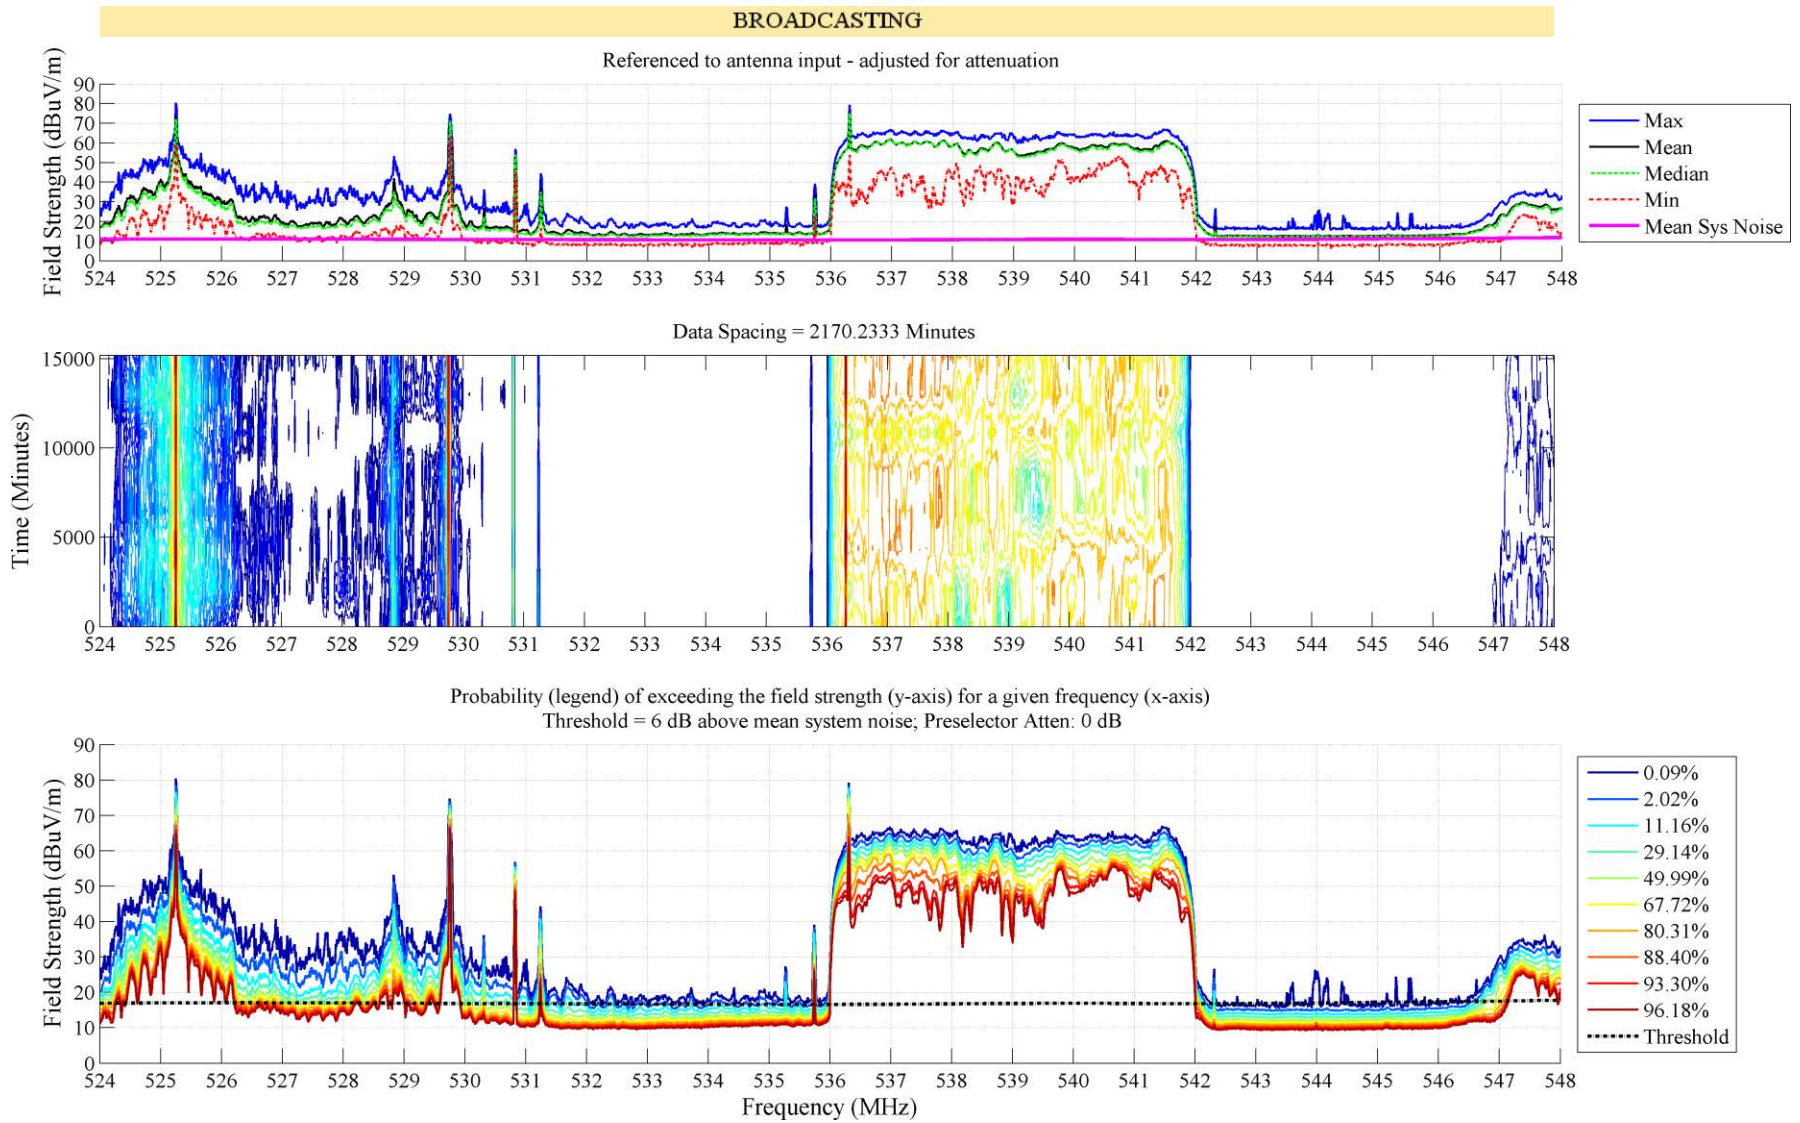 BROADCASTING
Referenced to antenna input - adjusted for attenuation
Field Strength (dBuV/m)
90
80
70
60
50
40
30
20
10
0
524 525 526 527 528 529 530 531 532 533 534 535 536 537 538 539 540 541 542 543 544 545 546 547 548
Max
Mean
Median
Min
Mean Sys Noise
Data Spacing = 2170.2333 Minutes
Time (Minutes)
15000
10000
5000
0
524 525 526 527 528 529 530 531 532 533 534 535 536 537 538 539 540 541 542 543 544 545 546 547 548
Probability (legend) of exceeding the field strength (y-axis) for a given frequency (x-axis)
Threshold = 6 dB above mean system noise; Preselector Atten: 0 dB
Field Strength (dBuV/m)
90
80
70
60
50
40
30
20
10
0
524 525 526 527 528 529 530 531 532 533 534 535 536 537 538 539 540 541 542 543 544 545 546 547 548
Frequency (MHz)
0.09%
2.02%
11.16%
29.14%
49.99%
67.72%
80.31%
88.40%
93.30%
96.18%
Threshold